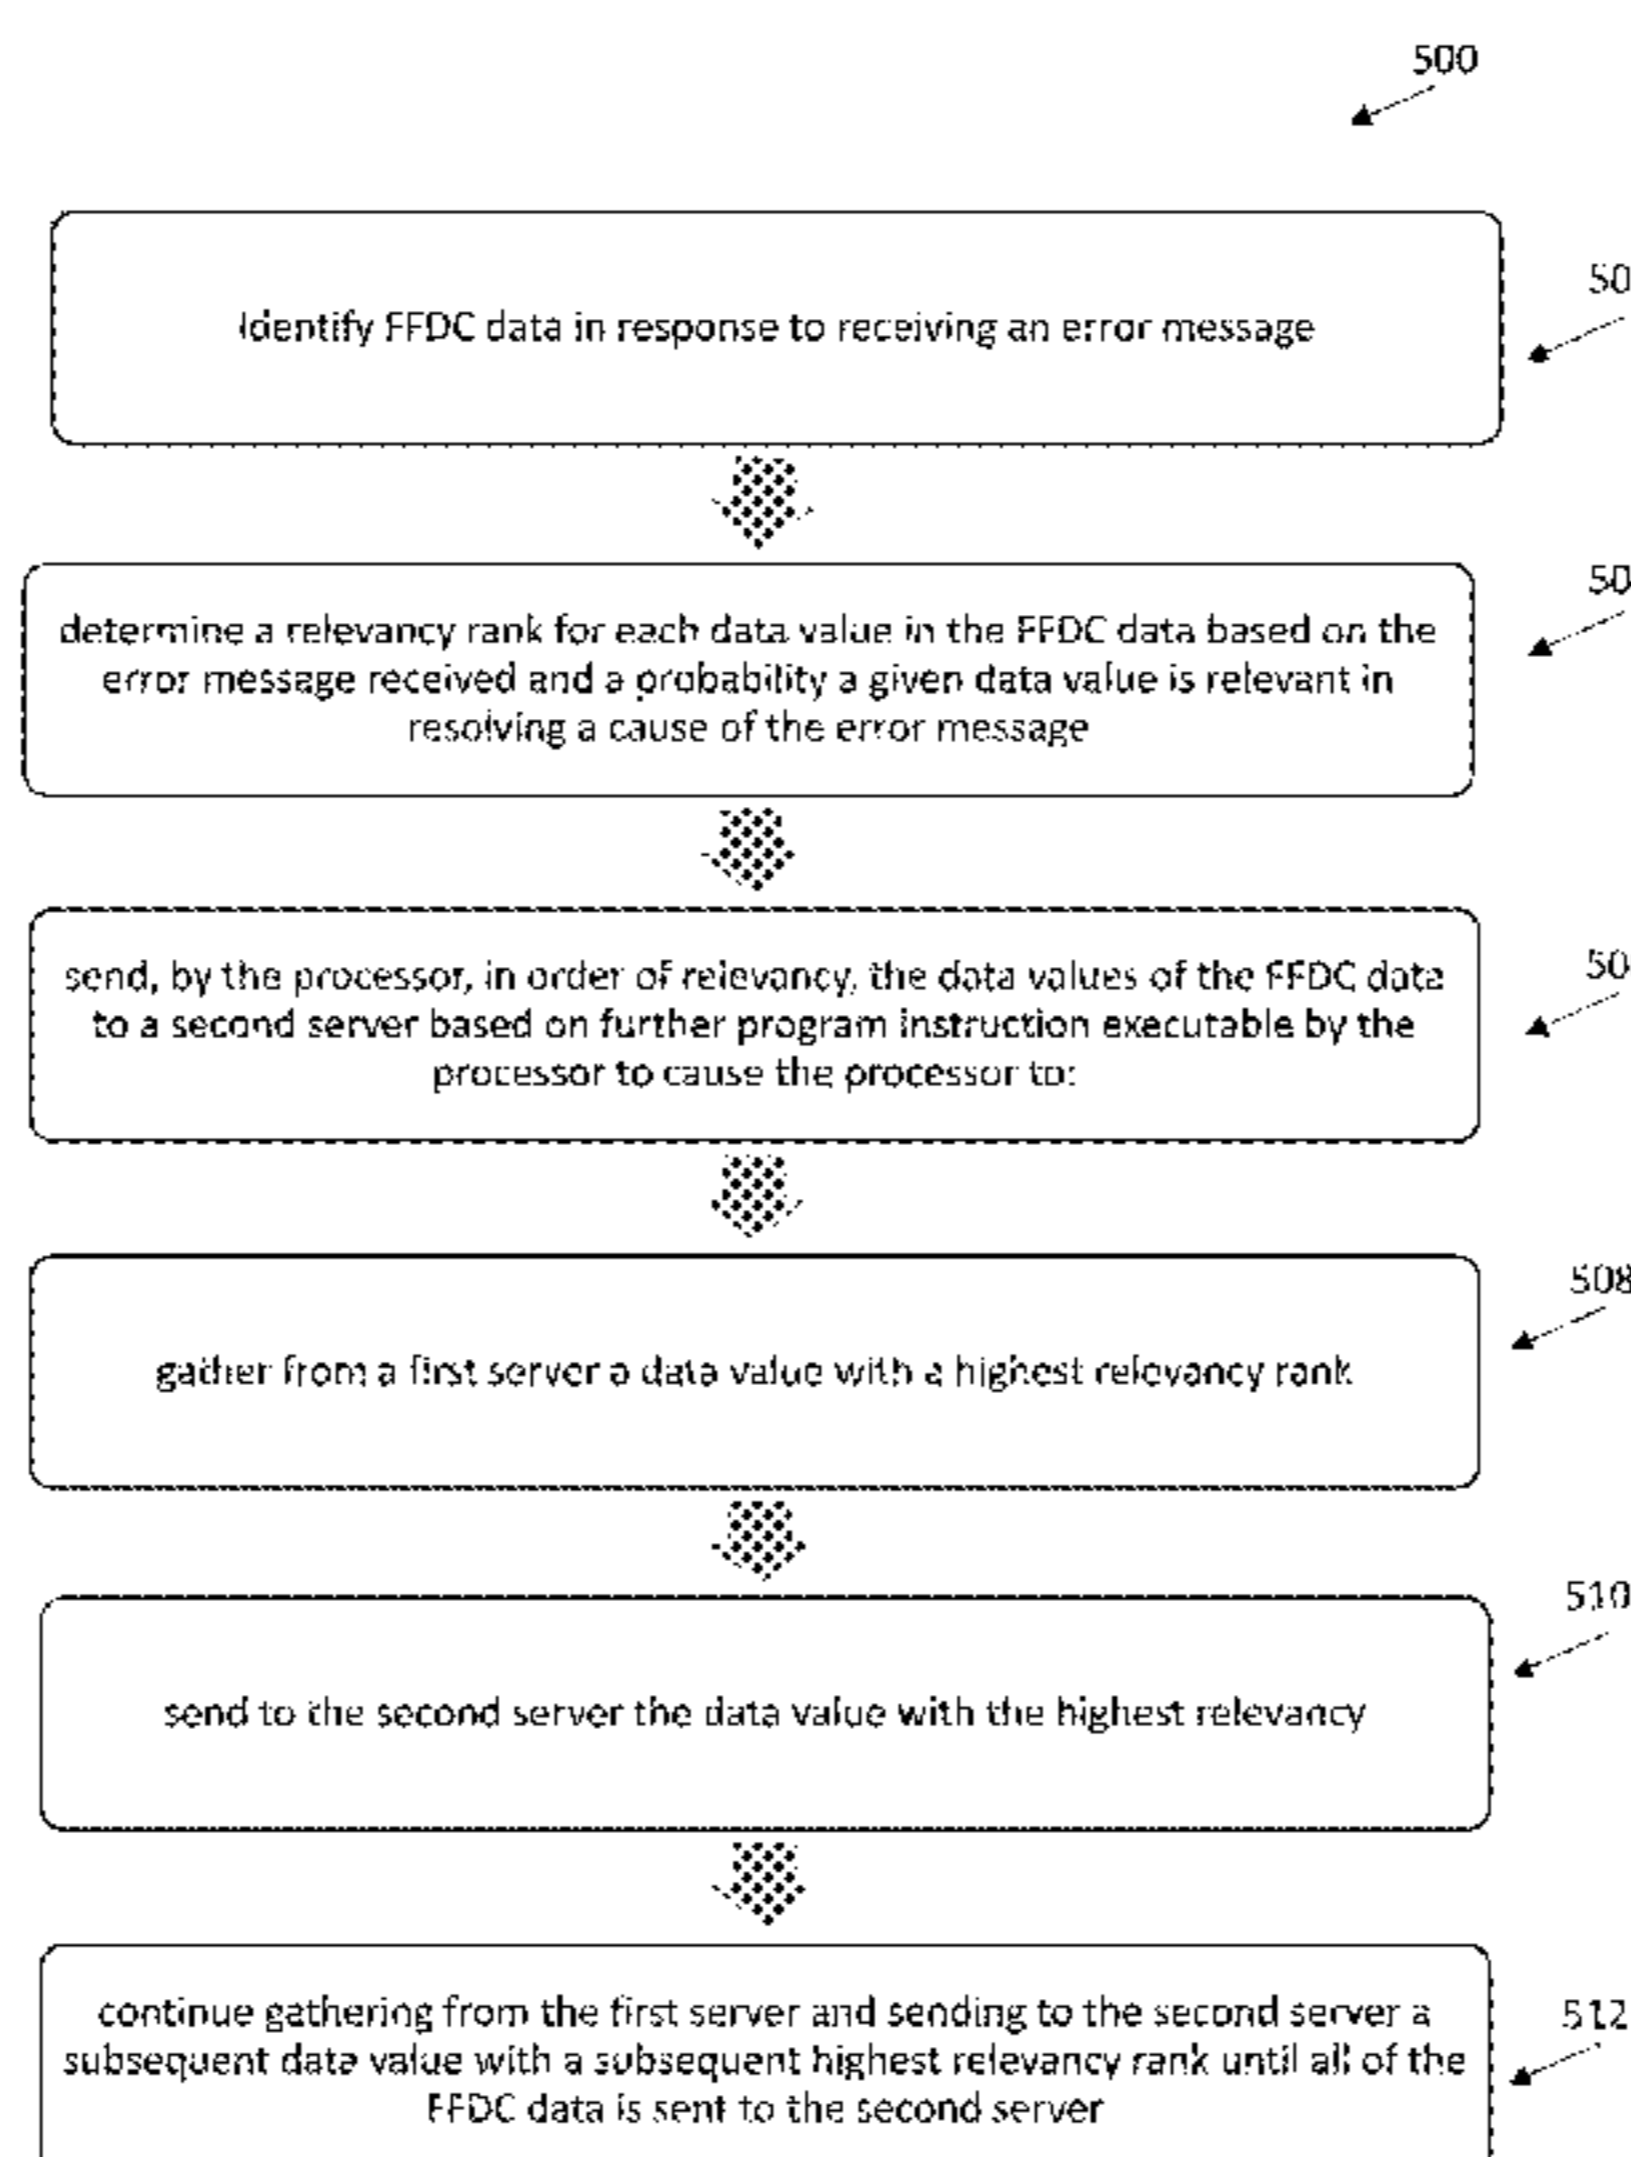 500
50
Identify FFDC data in response to receiving an error message
50
determine a relevancy rank for each data value in the FFDC data based on the
error message received and a probability a given data value is relevant in
resolving a cause of the error message
50
send, by the processor, in order of relevancy, the data values of the FFDC data
to a second server based on further program instruction executable by the
processor to cause the processor to:
508
gather from a first server a data value with a highest relevancy rank
510
send to the second server the data value with the highest relevancy
512
continue gathering from the first server and sending to the second server a
subsequent data value with a subsequent highest relevancy rank until all of the
FFDC data is sent to the second server